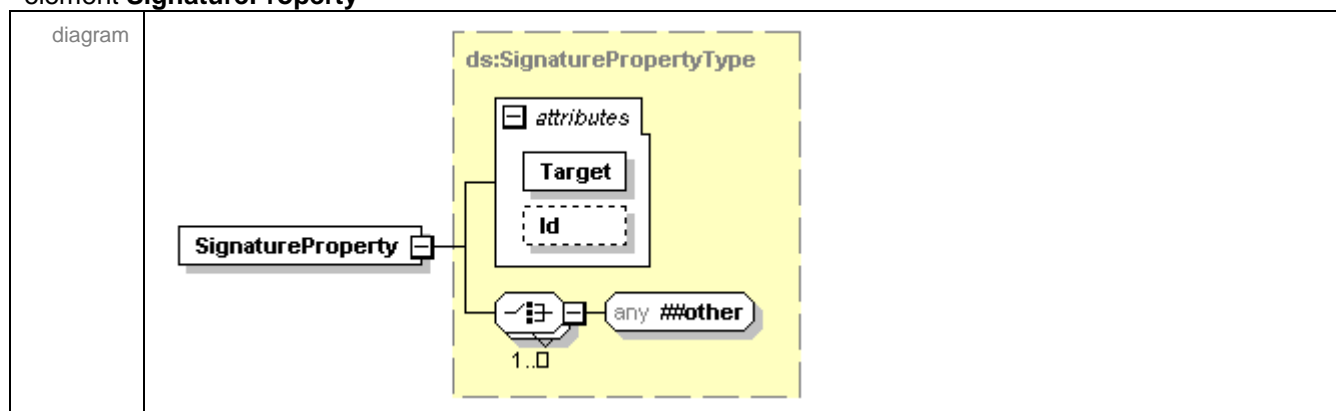 element SignatureProperty
diagram
ds:SignaturePropertyType
attributes
Target
Id
SignatureProperty
any ##other
1..□